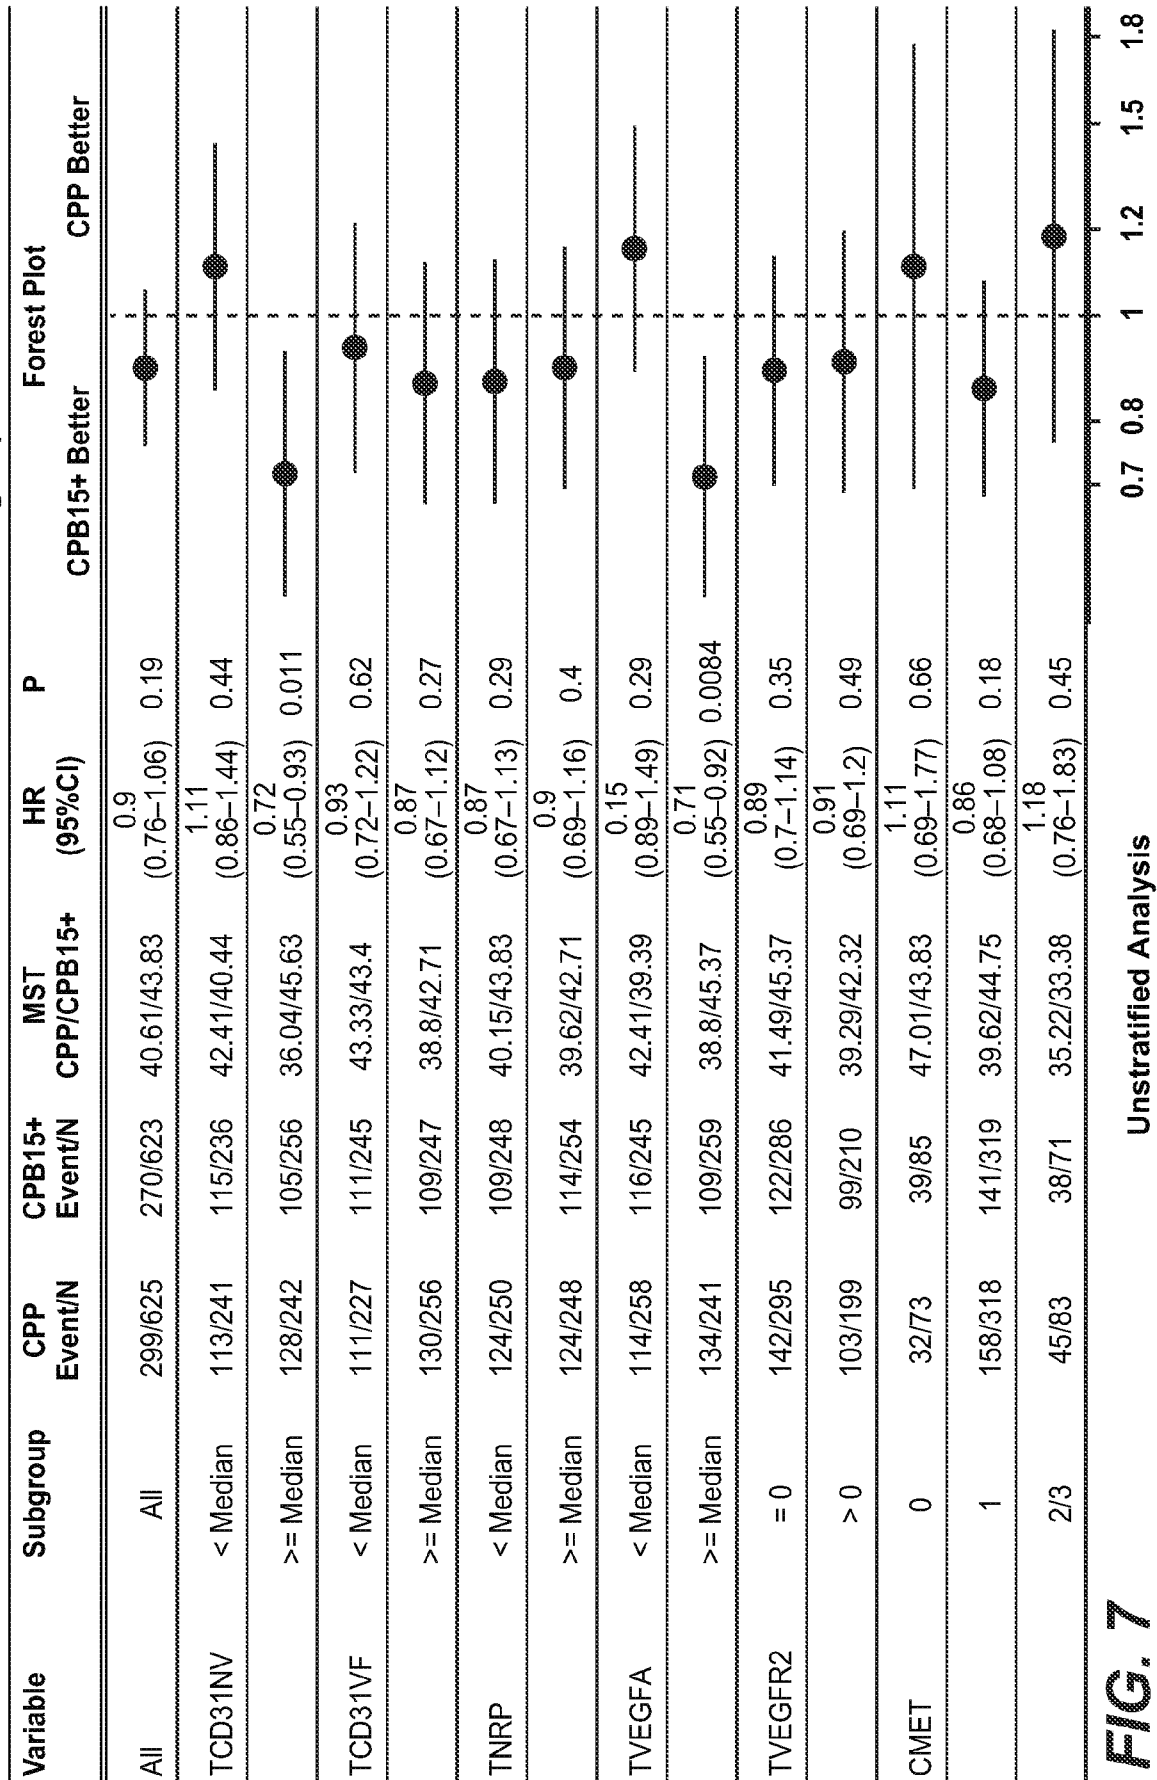 Variable Subgroup CPP Event/N CPB15+ Event/N MST CPP/CPB15+ HR (95%CI) P Forest Plot CPB15+ Better CPP Better
All All 299/625 270/623 40.61/43.83 0.9 (0.76–1.06) 0.19
TCD31NV < Median 113/241 115/236 42.41/40.44 1.11 (0.86–1.44) 0.44
>= Median 128/242 105/256 36.04/45.63 0.72 (0.55–0.93) 0.011
TCD31VF < Median 111/227 111/245 43.33/43.4 0.93 (0.72–1.22) 0.62
>= Median 130/256 109/247 38.8/42.71 0.87 (0.67–1.12) 0.27
TNRP < Median 124/250 109/248 40.15/43.83 0.87 (0.67–1.13) 0.29
>= Median 124/248 114/254 39.62/42.71 0.9 (0.69–1.16) 0.4
TVEGFA < Median 114/258 116/245 42.41/39.39 0.15 (0.89–1.49) 0.29
>= Median 134/241 109/259 38.8/45.37 0.71 (0.55–0.92) 0.0084
TVEGFR2 = 0 142/295 122/286 41.49/45.37 0.89 (0.7–1.14) 0.35
> 0 103/199 99/210 39.29/42.32 0.91 (0.69–1.2) 0.49
CMET 0 32/73 39/85 47.01/43.83 1.11 (0.69–1.77) 0.66
1 158/318 141/319 39.62/44.75 0.86 (0.68–1.08) 0.18
2/3 45/83 38/71 35.22/33.38 1.18 (0.76–1.83) 0.45
0.7 0.8 1 1.2 1.5 1.8
Unstratified Analysis
FIG. 7